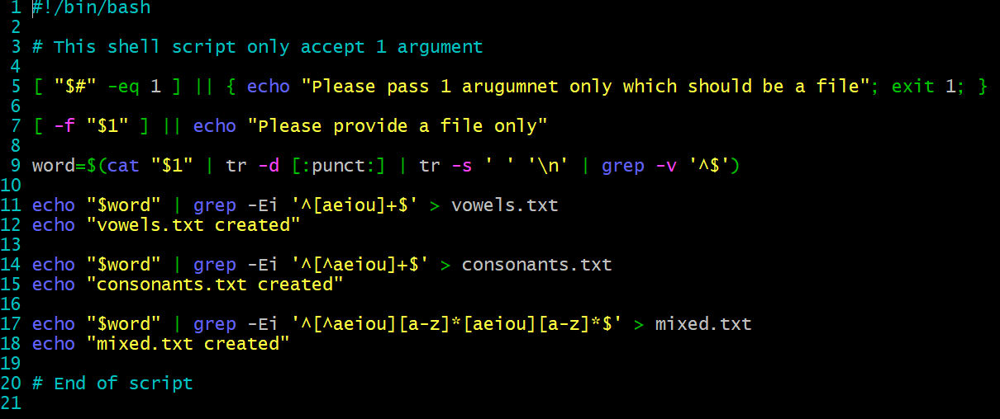 1 #!/bin/bash
2
3 # This shell script only accept 1 argument
4
5 [ "$#" -eq 1 ] || { echo "Please pass 1 arugumnet only which should be a file"; exit 1; }
6
7 [ -f "$1" ] || echo "Please provide a file only"
8
9 word=$(cat "$1" | tr -d [:punct:] | tr -s ' ' '\n' | grep -v '^$')
10
11 echo "$word" | grep -Ei '^[aeiou]+$' > vowels.txt
12 echo "vowels.txt created"
13
14 echo "$word" | grep -Ei '^[^aeiou]+$' > consonants.txt
15 echo "consonants.txt created"
16
17 echo "$word" | grep -Ei '^[^aeiou][a-z]*[aeiou][a-z]*$' > mixed.txt
18 echo "mixed.txt created"
19
20 # End of script
21